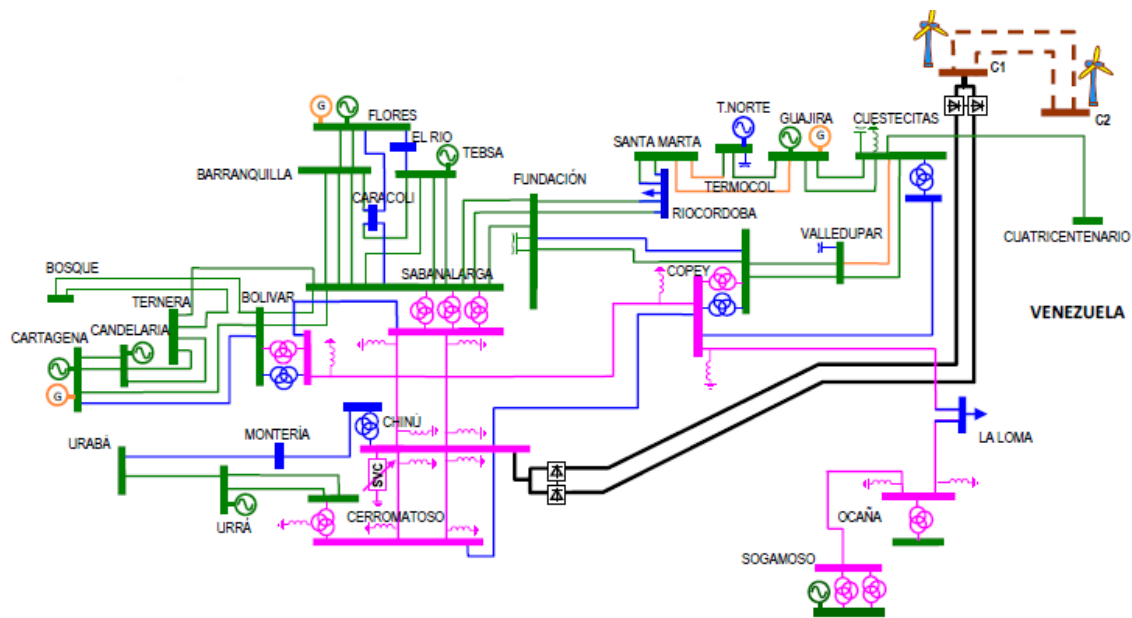 C1
C2
G
FLORES
EL RIO
TEBSA
T.NORTE
GUAJIRA
G
CUESTECITAS
SANTA MARTA
BARRANQUILLA
CARACOLI
FUNDACIÓN
TERMOCOL
RIOCORDOBA
VALLEDUPAR
CUATRICENTENARIO
BOSQUE
SABANALARGA
COPEY
TERNERA
BOLIVAR
VENEZUELA
CARTAGENA
CANDELARIA
G
CHINÚ
MONTERÍA
URABÁ
LA LOMA
SVC
URRÁ
CERROMATOSO
OCAÑA
SOGAMOSO